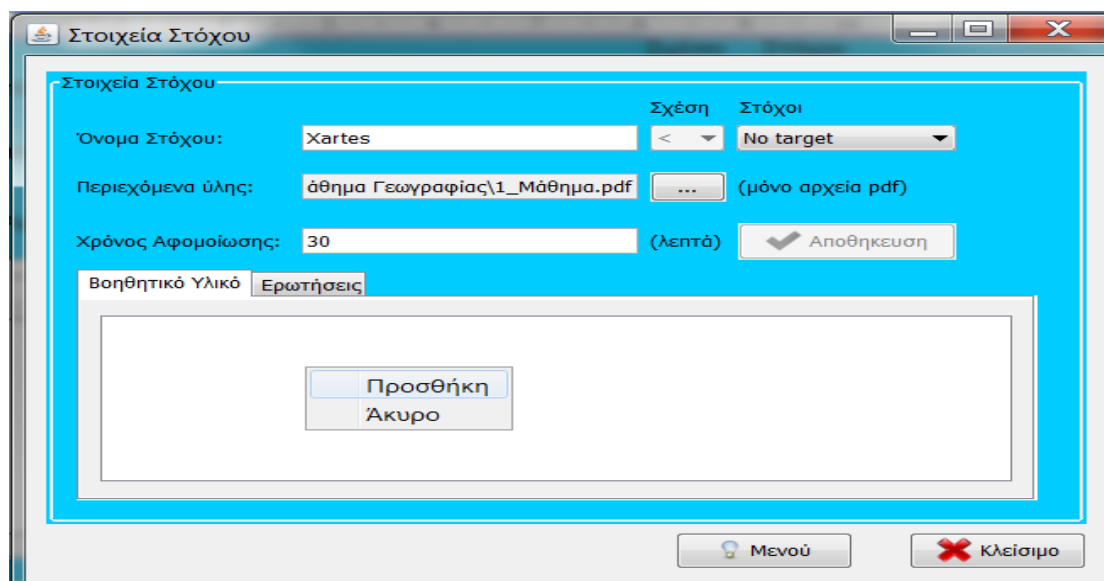 Στοιχεία Στόχου
Στοιχεία Στόχου
Σχέση Στόχοι
Όνομα Στόχου: Xartes < No target
Περιεχόμενα ύλης: άθημα Γεωγραφίας\1_Μάθημα.pdf ... (μόνο αρχεία pdf)
Χρόνος Αφομοίωσης: 30 (λεπτά) Αποθηκευση
Βοηθητικό Υλικό Ερωτήσεις
Προσθήκη
Άκυρο
Μενού Κλείσιμο